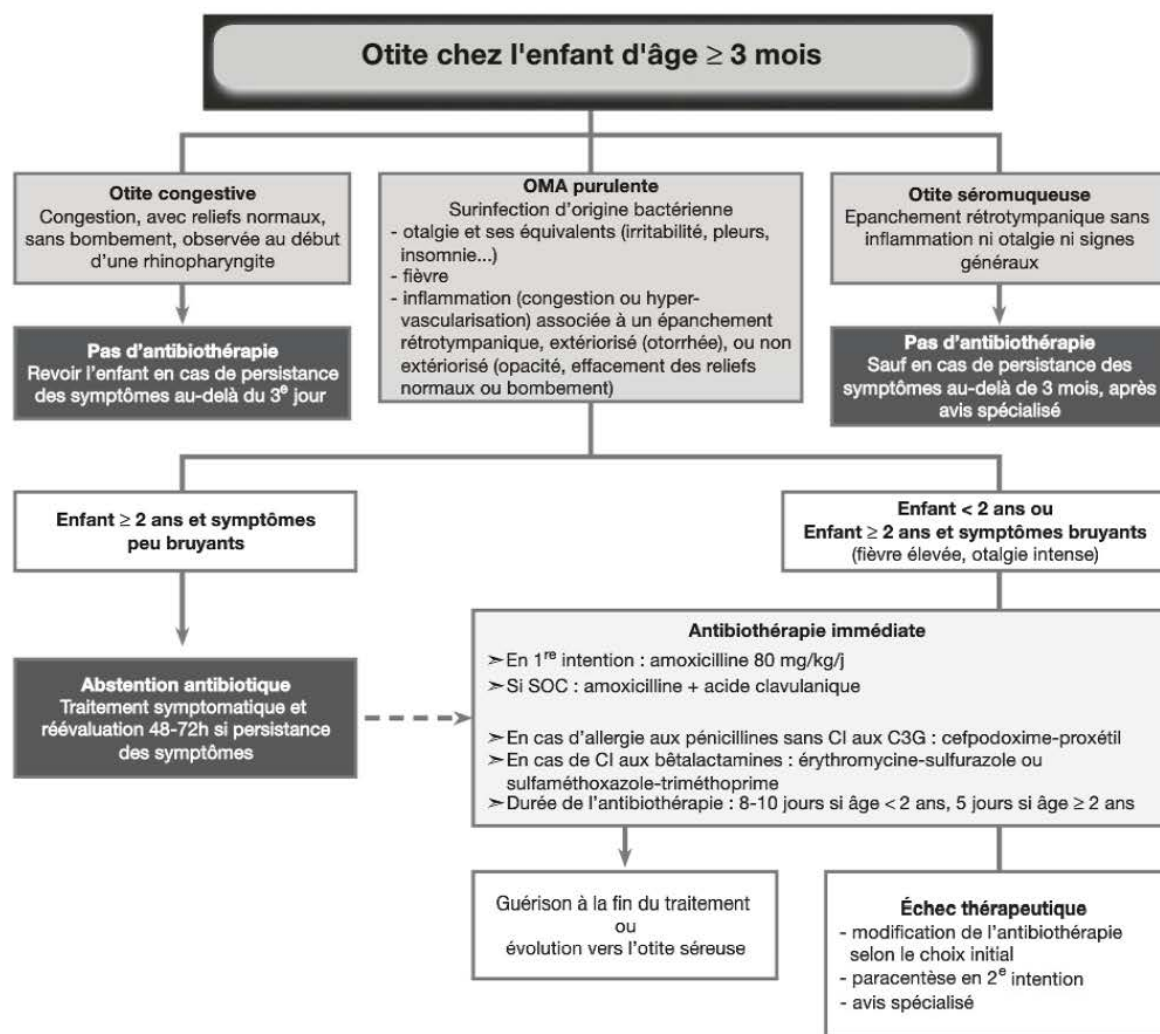 Otite chez l'enfant d'âge ≥ 3 mois
Otite congestive
Congestion, avec reliefs normaux,
sans bombement, observée au début
d'une rhinopharyngite
Pas d'antibiothérapie
Revoir l'enfant en cas de persistance
des symptômes au-delà du 3e jour
OMA purulente
Surinfection d'origine bactérienne
- otalgie et ses équivalents (irritabilité, pleurs,
insomnie...)
- fièvre
- inflammation (congestion ou hyper-
vascularisation) associée à un épanchement
rétrotympanique, extériorisé (otorrhée), ou non
extériorisé (opacité, effacement des reliefs
normaux ou bombement)
Otite séromuqueuse
Epanchement rétrotympanique sans
inflammation ni otalgie ni signes
généraux
Pas d'antibiothérapie
Sauf en cas de persistance des
symptômes au-delà de 3 mois, après
avis spécialisé
Enfant ≥ 2 ans et symptômes
peu bruyants
Enfant < 2 ans ou
Enfant ≥ 2 ans et symptômes bruyants
(fièvre élevée, otalgie intense)
Abstention antibiotique
Traitement symptomatique et
réévaluation 48-72h si persistance
des symptômes
Antibiothérapie immédiate
➢ En 1re intention : amoxicilline 80 mg/kg/j
➢ Si SOC : amoxicilline + acide clavulanique
➢ En cas d'allergie aux pénicillines sans CI aux C3G : cefpodoxime-proxétil
➢ En cas de CI aux bêtalactamines : érythromycine-sulfurazole ou
sulfaméthoxazole-triméthoprime
➢ Durée de l'antibiothérapie : 8-10 jours si âge < 2 ans, 5 jours si âge ≥ 2 ans
Guérison à la fin du traitement
ou
évolution vers l'otite séreuse
Échec thérapeutique
- modification de l'antibiothérapie
selon le choix initial
- paracentèse en 2e intention
- avis spécialisé